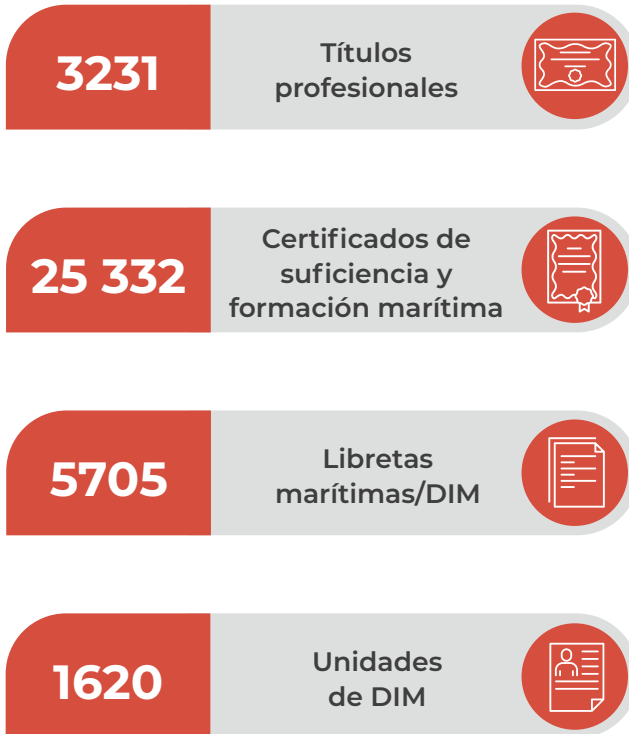 3231
Títulos
profesionales
25 332
Certificados de
suficiencia y
formación marítima
5705
Libretas
marítimas/DIM
1620
Unidades
de DIM